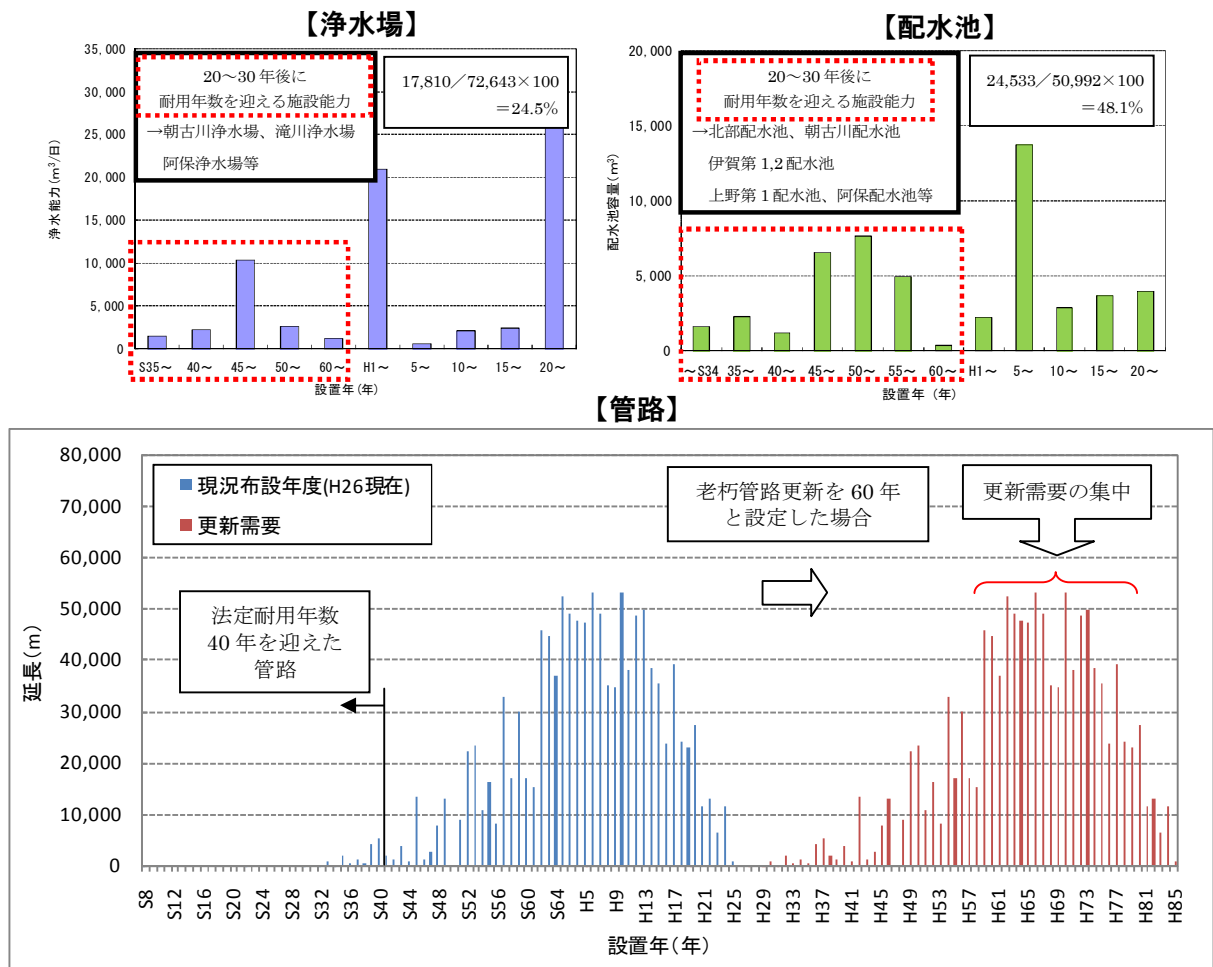 【浄水場】
35,000
30,000
25,000
20,000
15,000
10,000
5,000
0
浄水能力(m³/日)
20～30年後に
耐用年数を迎える施設能力
→朝古川浄水場、滝川浄水場
阿保浄水場等
17,810／72,643×100
＝24.5%
S35～ 40～ 45～ 50～ 60～ H1～ 5～ 10～ 15～ 20～
設置年(年)
【配水池】
20,000
15,000
10,000
5,000
0
配水池容量(m³)
20～30年後に
耐用年数を迎える施設能力
→北部配水池、朝古川配水池
伊賀第1,2配水池
上野第1配水池、阿保配水池等
24,533／50,992×100
＝48.1%
～S34 35～ 40～ 45～ 50～ 55～ 60～ H1～ 5～ 10～ 15～ 20～
設置年 (年)
【管路】
80,000
70,000
60,000
50,000
40,000
30,000
20,000
10,000
0
延長(m)
現況布設年度(H26現在)
更新需要
法定耐用年数
40年を迎えた
管路
老朽管路更新を60年
と設定した場合
更新需要の集中
S8 S12 S16 S20 S24 S28 S32 S36 S40 S44 S48 S52 S56 S60 S64 H5 H9 H13 H17 H21 H25 H29 H33 H37 H41 H45 H49 H53 H57 H61 H65 H69 H73 H77 H81 H85
設置年(年)